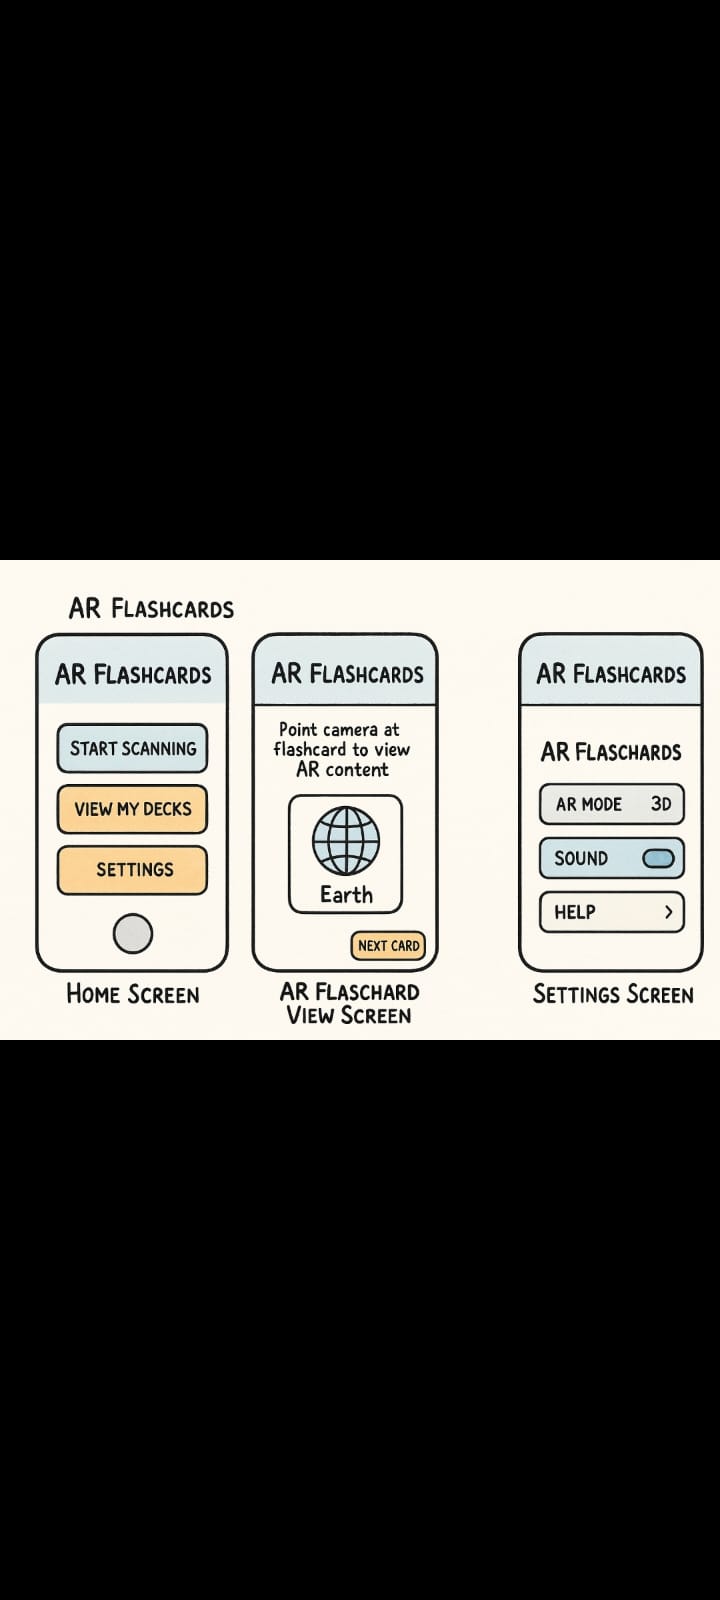 AR FLASHCARDS
AR FLASHCARDS
START SCANNING
VIEW MY DECKS
SETTINGS
HOME SCREEN
AR FLASHCARDS
Point camera at
flashcard to view
AR content
Earth
NEXT CARD
AR FLASCHARD
VIEW SCREEN
AR FLASHCARDS
AR FLASCHARDS
AR MODE 3D
SOUND
HELP >
SETTINGS SCREEN